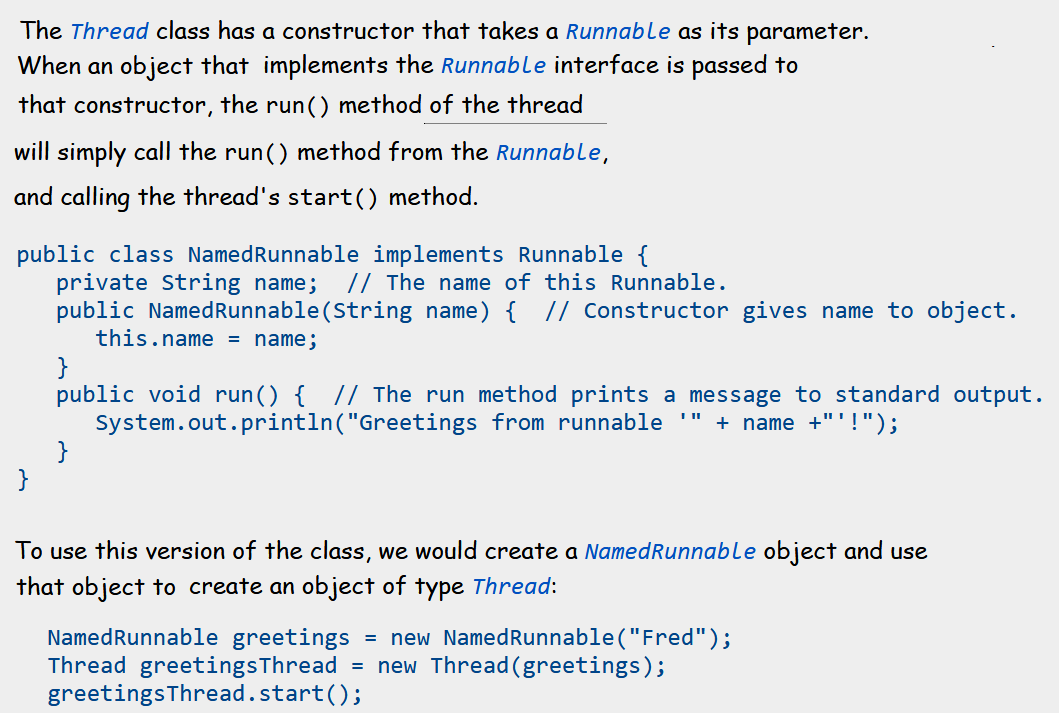 The Thread class has a constructor that takes a Runnable as its parameter.
When an object that implements the Runnable interface is passed to
that constructor, the run() method of the thread
will simply call the run() method from the Runnable,
and calling the thread's start() method.
public class NamedRunnable implements Runnable {
   private String name;  // The name of this Runnable.
   public NamedRunnable(String name) {  // Constructor gives name to object.
      this.name = name;
   }
   public void run() {  // The run method prints a message to standard output.
      System.out.println("Greetings from runnable '" + name +"'!");
   }
}
To use this version of the class, we would create a NamedRunnable object and use
that object to create an object of type Thread:
NamedRunnable greetings = new NamedRunnable("Fred");
Thread greetingsThread = new Thread(greetings);
greetingsThread.start();